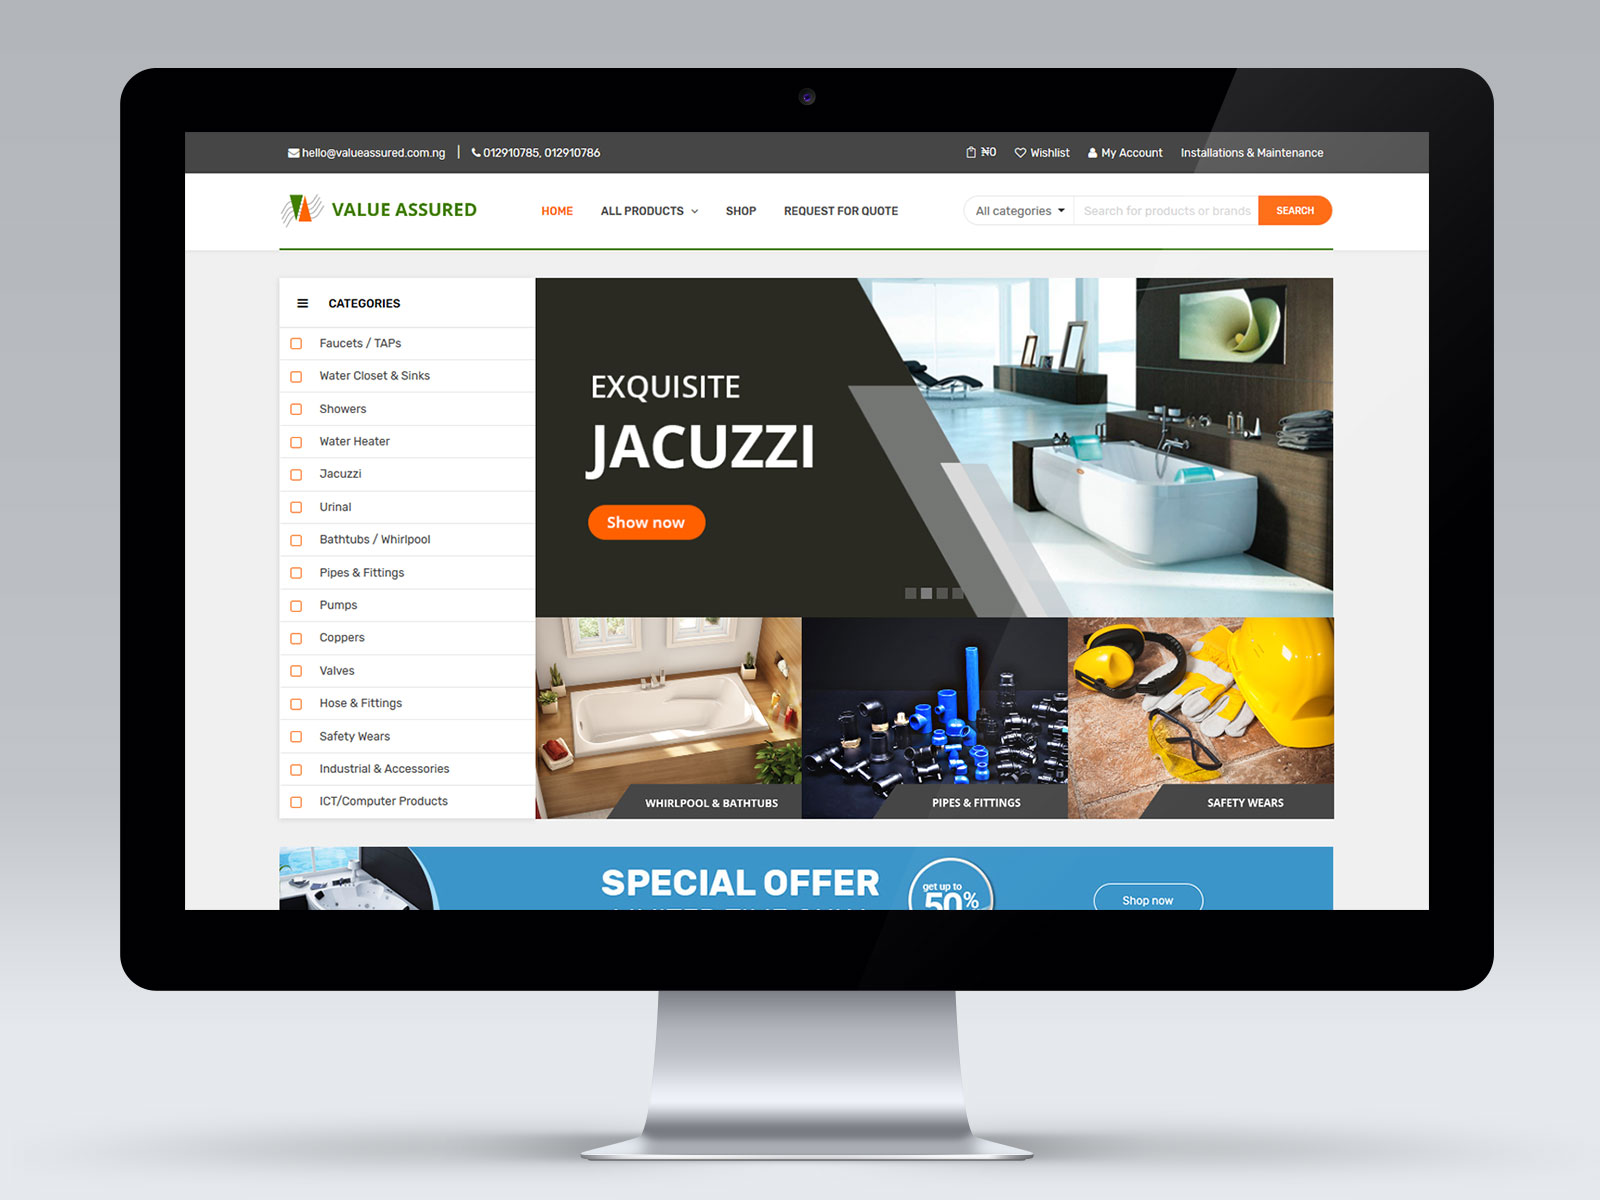 hello@valueassured.com.ng | 012910785, 012910786
₦0 Wishlist My Account Installations & Maintenance
VALUE ASSURED
HOME ALL PRODUCTS SHOP REQUEST FOR QUOTE
All categories Search for products or brands SEARCH
CATEGORIES
Faucets / TAPs
Water Closet & Sinks
Showers
Water Heater
Jacuzzi
Urinal
Bathtubs / Whirlpool
Pipes & Fittings
Pumps
Coppers
Valves
Hose & Fittings
Safety Wears
Industrial & Accessories
ICT/Computer Products
EXQUISITE
JACUZZI
Show now
WHIRLPOOL & BATHTUBS
PIPES & FITTINGS
SAFETY WEARS
SPECIAL OFFER
get up to
50%
Shop now